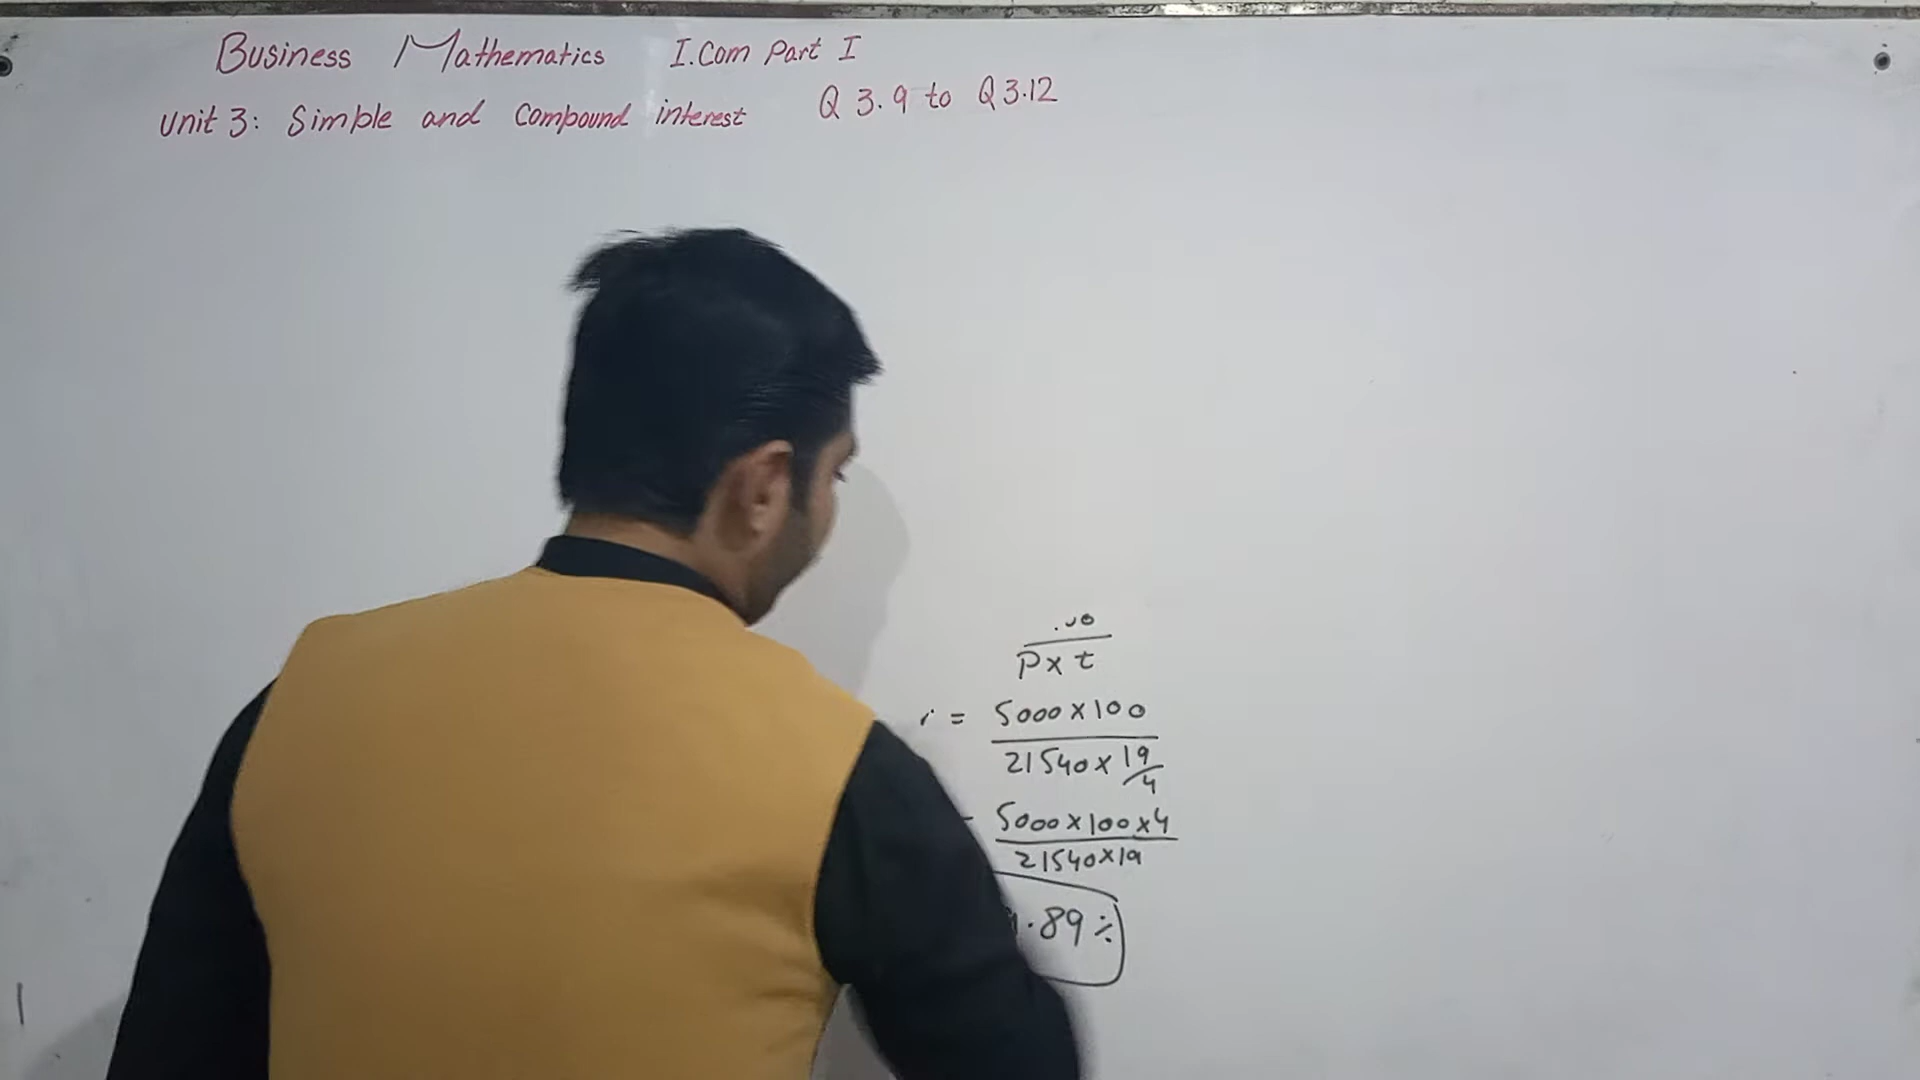 Business Mathematics I.Com Part I
Unit 3: Simple and Compound interest Q 3.9 to Q 3.12
P x t
r = 5000 x 100
21540 x 19/4
5000 x 100 x 4
21540 x 19
.89 %